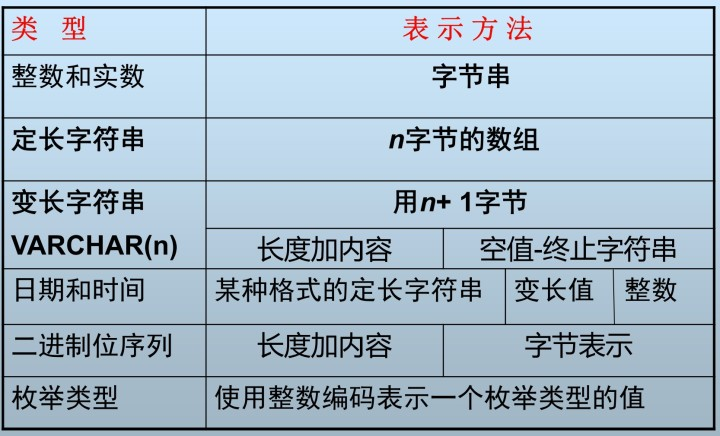 类 型 表 示 方 法
整数和实数 字节串
定长字符串 n字节的数组
变长字符串 用n+ 1字节
VARCHAR(n) 长度加内容 空值-终止字符串
日期和时间 某种格式的定长字符串 变长值 整数
二进制位序列 长度加内容 字节表示
枚举类型 使用整数编码表示一个枚举类型的值